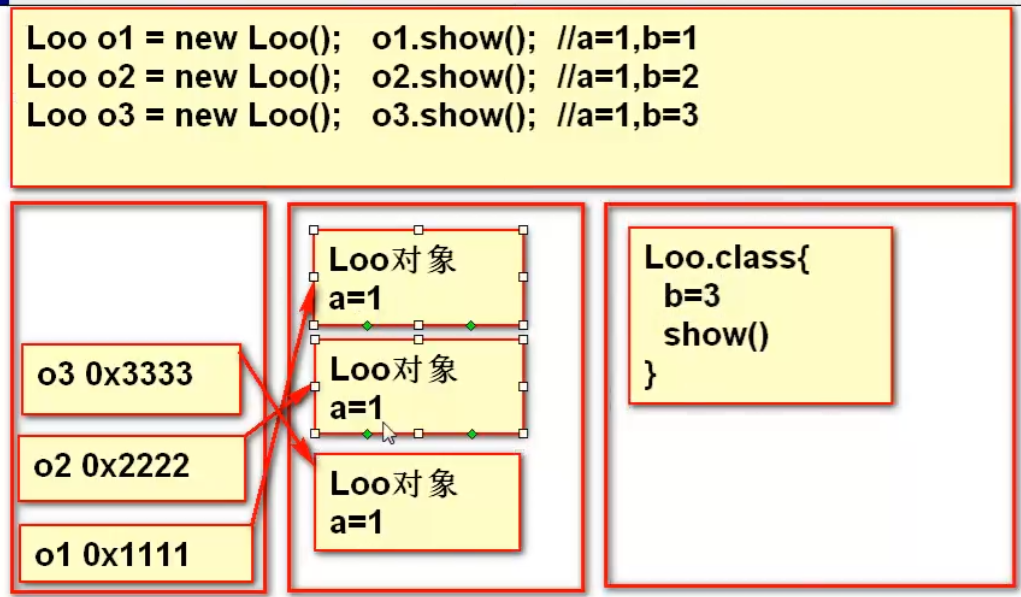 Loo o1 = new Loo();   o1.show();  //a=1,b=1
Loo o2 = new Loo();   o2.show();  //a=1,b=2
Loo o3 = new Loo();   o3.show();  //a=1,b=3
o3 0x3333
o2 0x2222
o1 0x1111
Loo对象
a=1
Loo对象
a=1
Loo对象
a=1
Loo.class{
b=3
show()
}